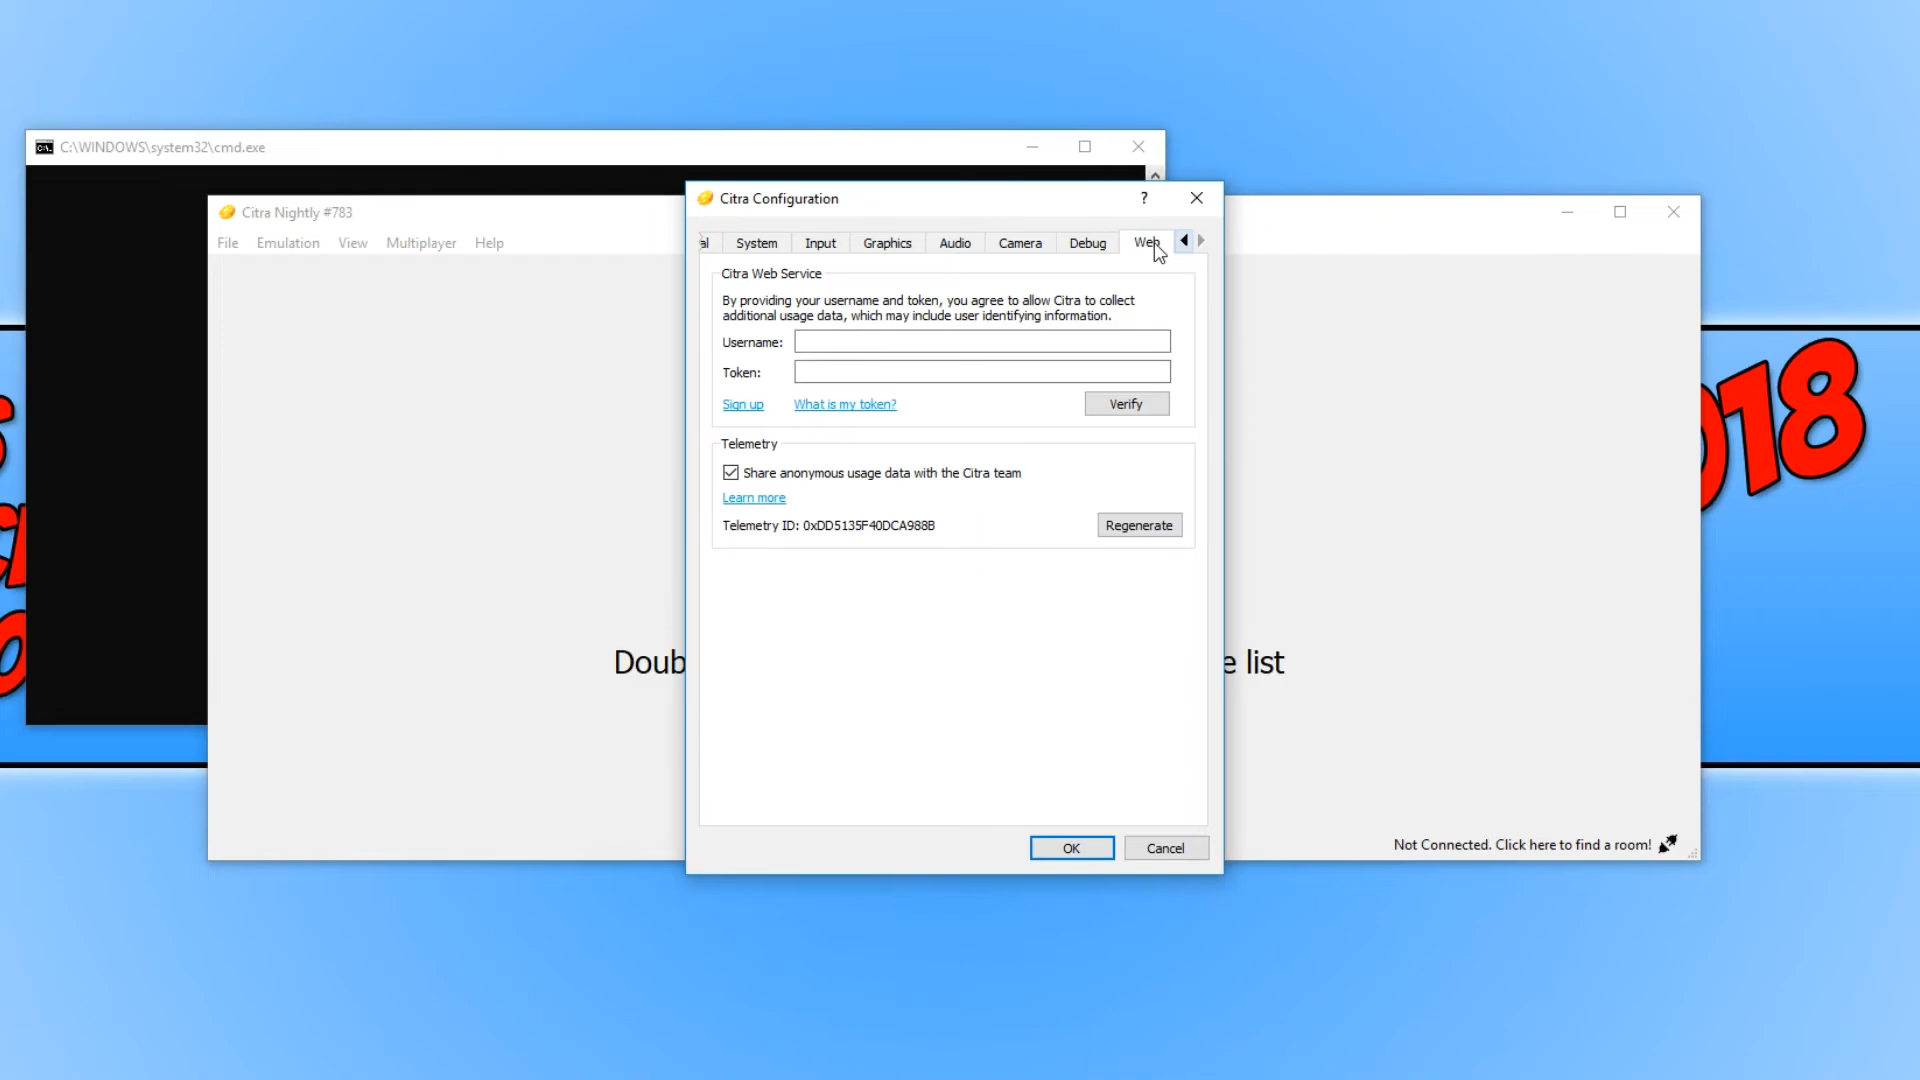 C:\WINDOWS\system32\cmd.exe
Citra Nightly #783
File Emulation View Multiplayer Help
Citra Configuration
al System Input Graphics Audio Camera Debug Web
Citra Web Service
By providing your username and token, you agree to allow Citra to collect
additional usage data, which may include user identifying information.
Username:
Token:
Sign up What is my token? Verify
Telemetry
Share anonymous usage data with the Citra team
Learn more
Telemetry ID: 0xDD5135F40DCA988B Regenerate
Doub
e list
OK Cancel
Not Connected. Click here to find a room!
018